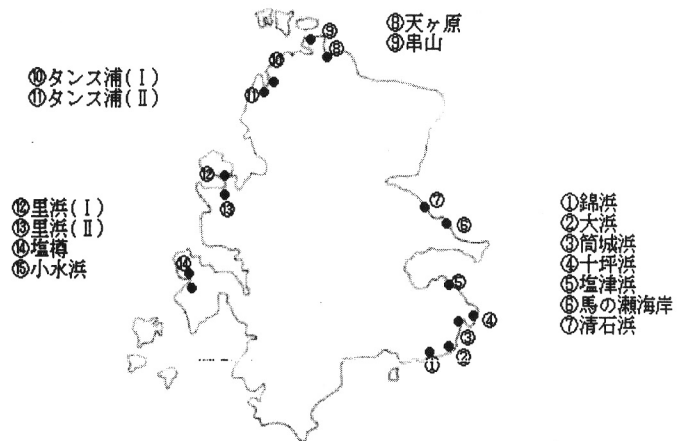 ⑧天ヶ原
⑨串山
⑩タンス浦(Ⅰ)
⑪タンス浦(Ⅱ)
⑫里浜(Ⅰ)
⑬里浜(Ⅱ)
⑭塩樽
⑮小水浜
①錦浜
②大浜
③筒城浜
④十坪浜
⑤塩津浜
⑥馬の瀬海岸
⑦清石浜
⑨
⑧
⑩
⑪
⑫
⑬
⑦
⑥
⑭
⑤
④
③
②
①